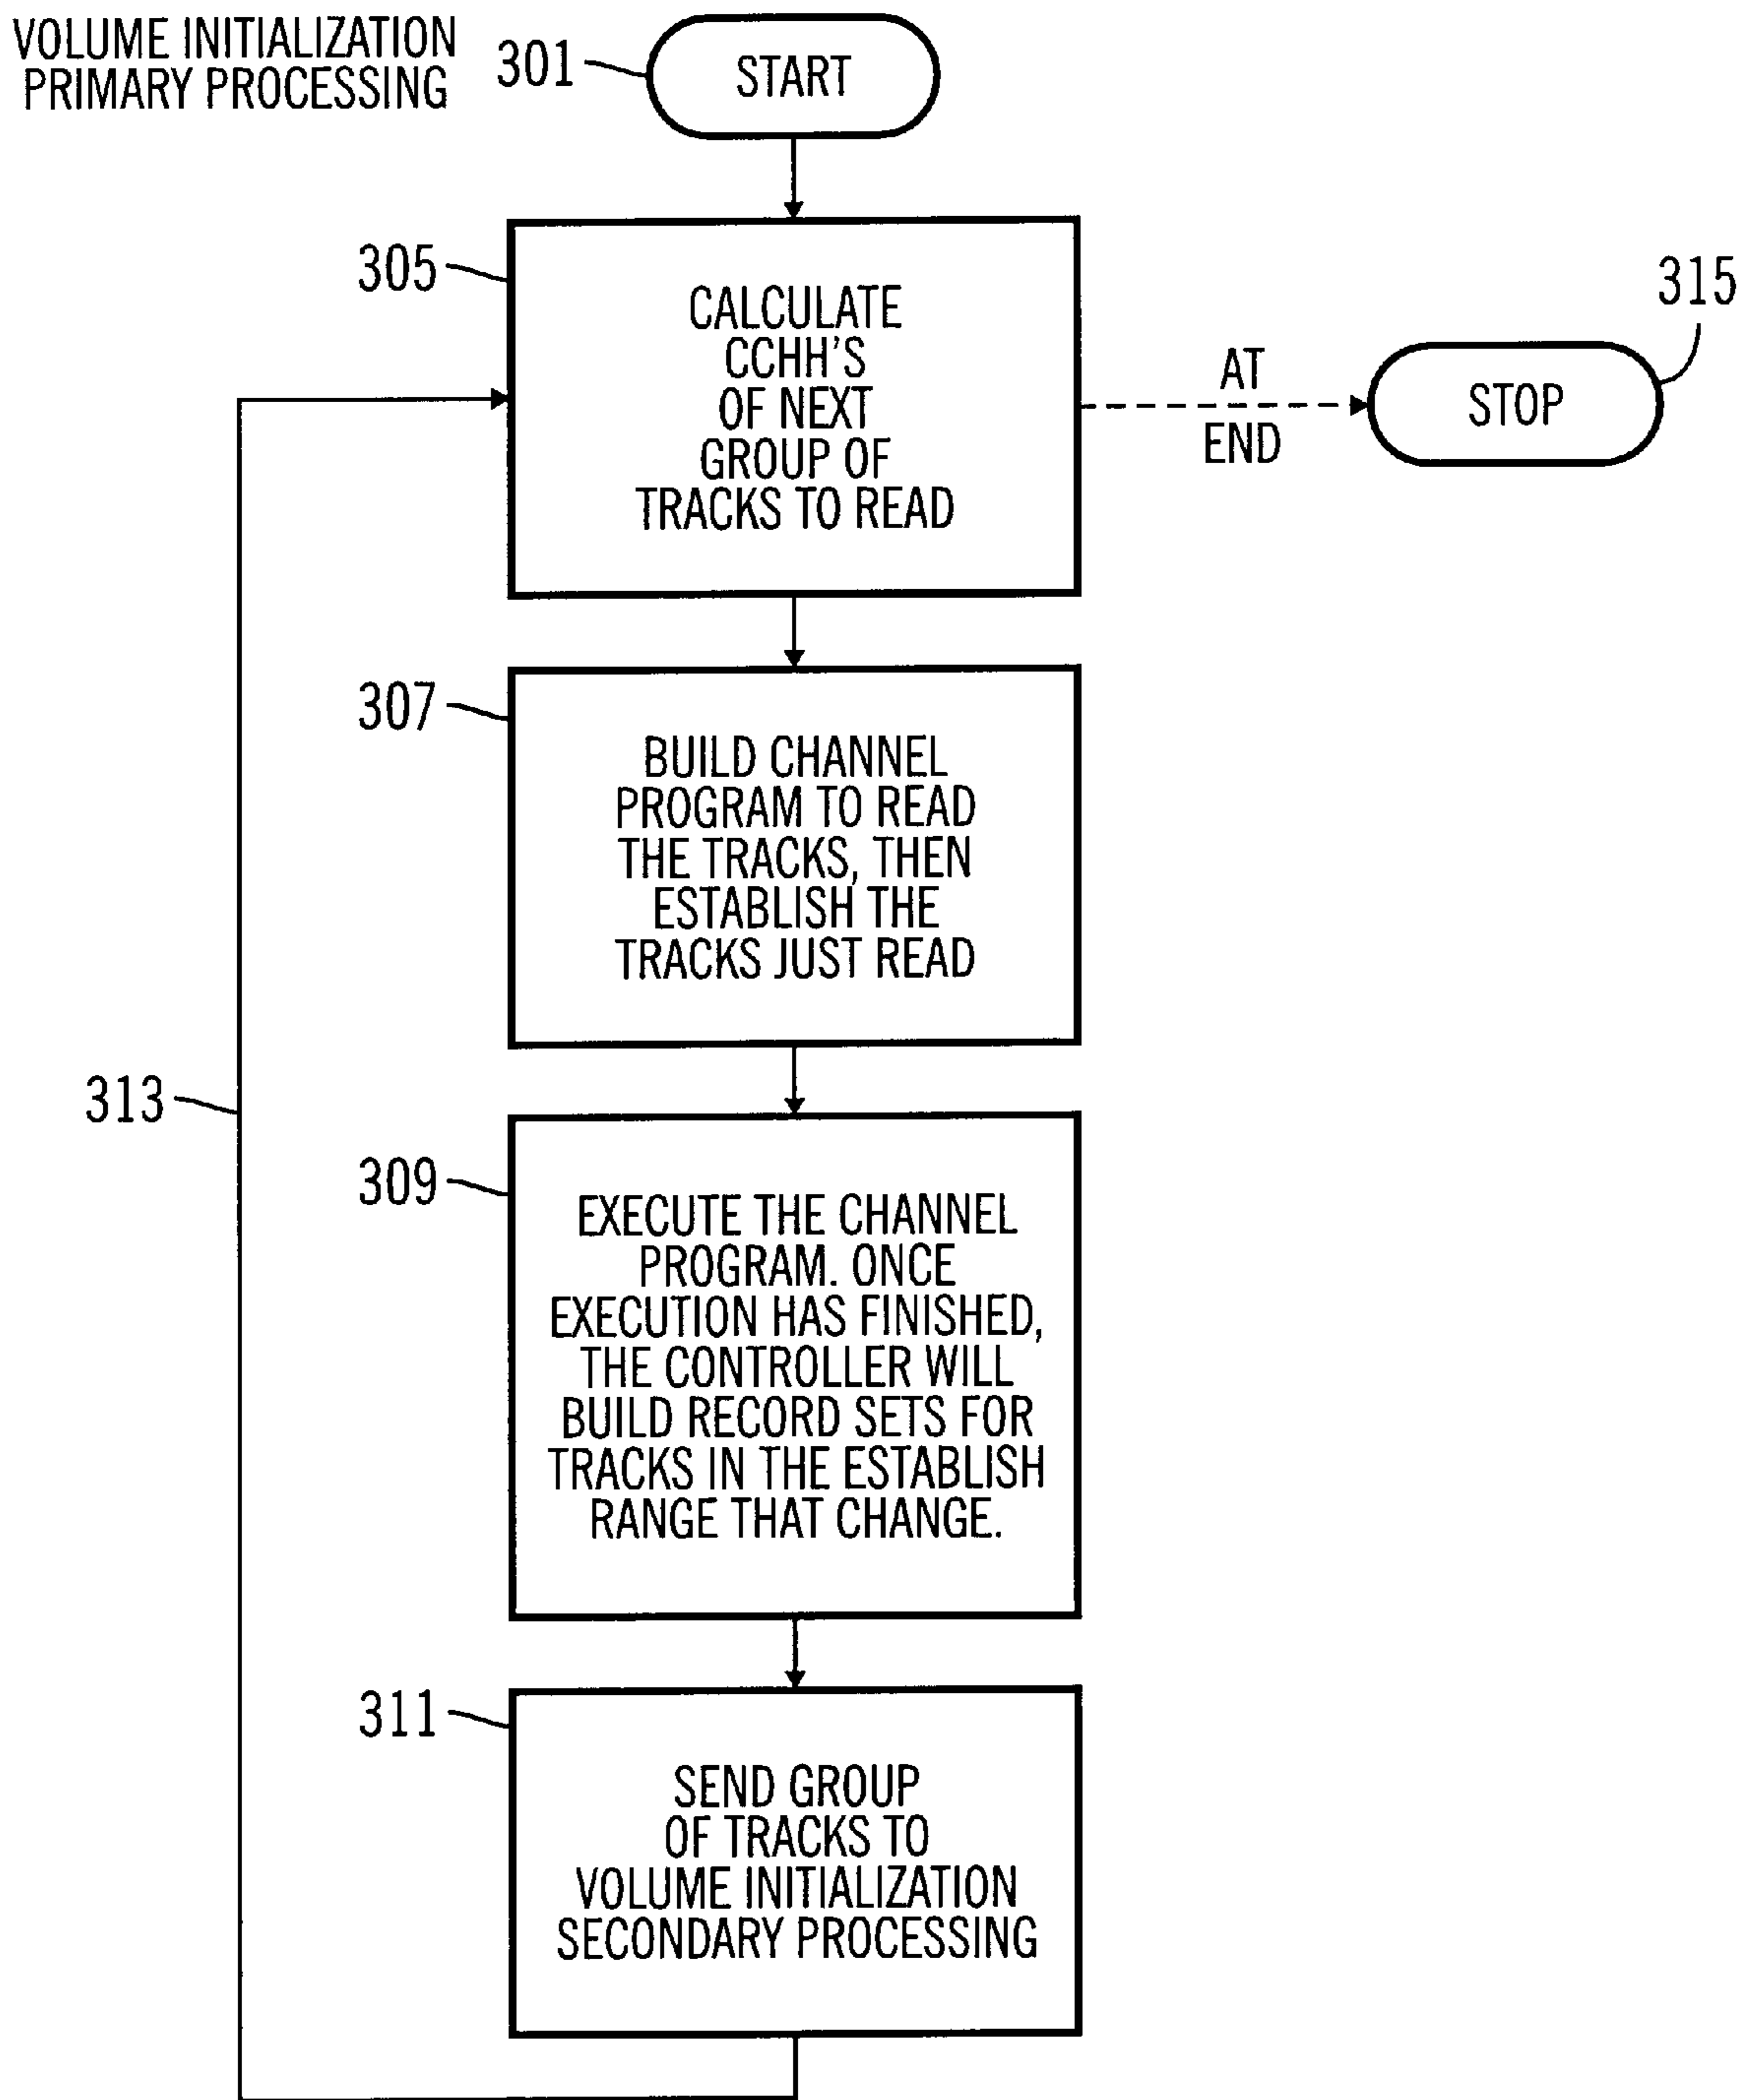 VOLUME INITIALIZATION
PRIMARY PROCESSING
301
START
305
CALCULATE
CCHH'S
OF NEXT
GROUP OF
TRACKS TO READ
AT
END
315
STOP
307
BUILD CHANNEL
PROGRAM TO READ
THE TRACKS, THEN
ESTABLISH THE
TRACKS JUST READ
313
309
EXECUTE THE CHANNEL
PROGRAM. ONCE
EXECUTION HAS FINISHED,
THE CONTROLLER WILL
BUILD RECORD SETS FOR
TRACKS IN THE ESTABLISH
RANGE THAT CHANGE.
311
SEND GROUP
OF TRACKS TO
VOLUME INITIALIZATION
SECONDARY PROCESSING